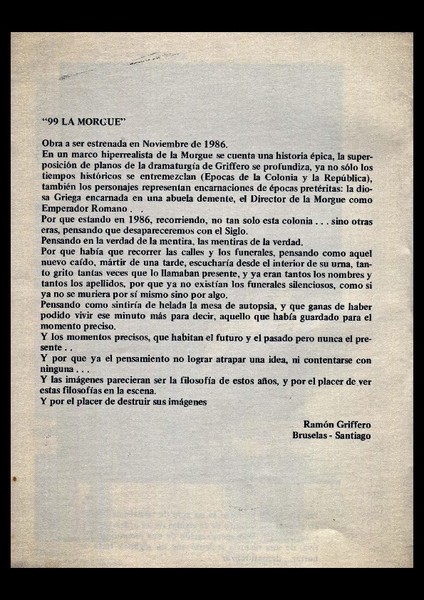 "99 LA MORGUE"
Obra a ser estrenada en Noviembre de 1986.
En un marco hiperrealista de la Morgue se cuenta una historia épica, la super-
posición de planos de la dramaturgia de Griffero se profundiza, ya no sólo los
tiempos históricos se entremezclan (Epocas de la Colonia y la República),
también los personajes representan encarnaciones de épocas pretéritas: la dio-
sa Griega encarnada en una abuela demente, el Director de la Morgue como
Emperador Romano . .
Por que estando en 1986, recorriendo, no tan solo esta colonia . . . sino otras
eras, pensando que desapareceremos con el Siglo.
Pensando en la verdad de la mentira, las mentiras de la verdad.
Por que había que recorrer las calles y los funerales, pensando como aquel
nuevo caído, mártir de una tarde, escucharía desde el interior de su urna, tan-
to grito tantas veces que lo llamaban presente, y ya eran tantos los nombres y
tantos los apellidos, por que ya no existían los funerales silenciosos, como si
ya no se muriera por sí mismo sino por algo.
Pensando como sintiría de helada la mesa de autopsia, y que ganas de haber
podido vivir ese minuto más para decir, aquello que había guardado para el
momento preciso.
Y los momentos precisos, que habitan el futuro y el pasado pero nunca el pre-
sente . .
Y por que ya el pensamiento no lograr atrapar una idea, ni contentarse con
ninguna . . .
Y las imágenes parecieran ser la filosofía de estos años, y por el placer de ver
estas filosofías en la escena.
Y por el placer de destruir sus imágenes
Ramón Griffero
Bruselas - Santiago